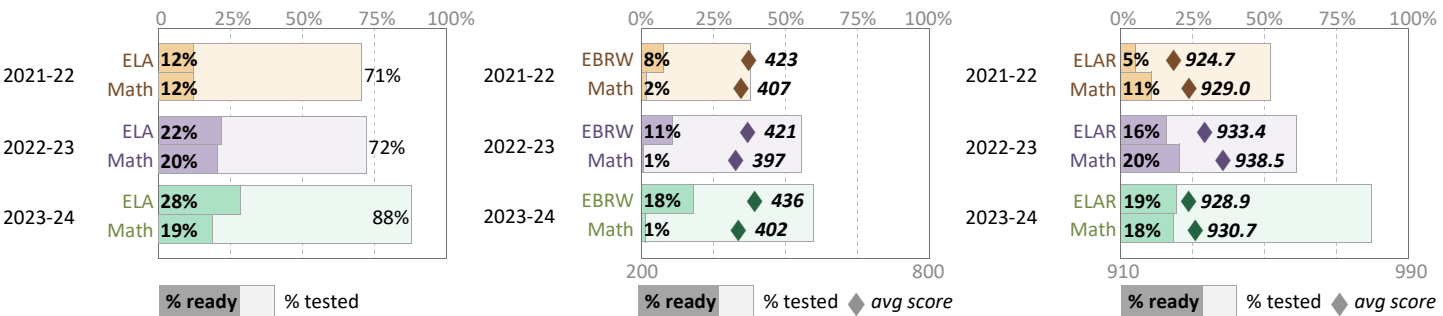 0 25% 50% 75% 100%
2021-22
ELA 12%
Math 12%
71%
2022-23
ELA 22%
Math 20%
72%
2023-24
ELA 28%
Math 19%
88%
% ready % tested
0% 25% 50% 75% 100%
2021-22
EBRW 8% 423
Math 2% 407
2022-23
EBRW 11% 421
Math 1% 397
2023-24
EBRW 18% 436
Math 1% 402
200 800
% ready % tested avg score
0% 25% 50% 75% 100%
2021-22
ELAR 5% 924.7
Math 11% 929.0
2022-23
ELAR 16% 933.4
Math 20% 938.5
2023-24
ELAR 19% 928.9
Math 18% 930.7
910 990
% ready % tested avg score